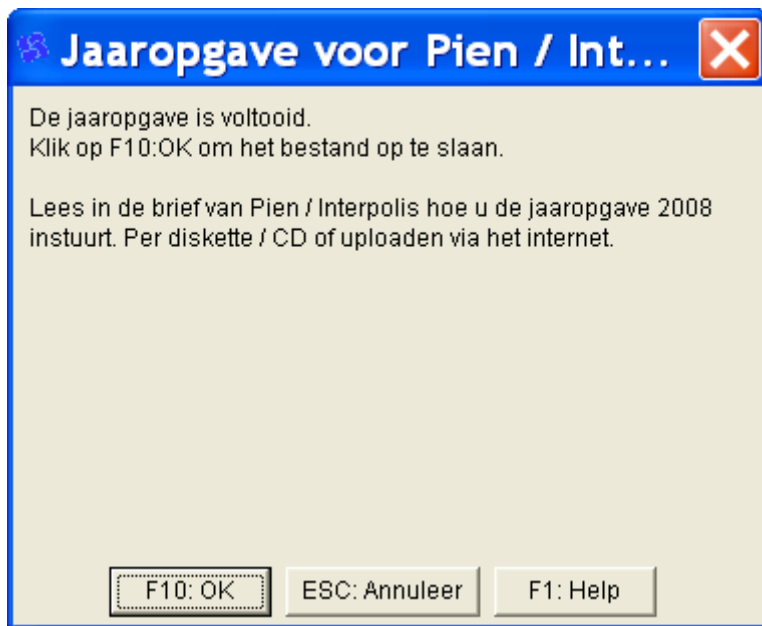 Jaaropgave voor Pien / Int...
De jaaropgave is voltooid.
Klik op F10:OK om het bestand op te slaan.
Lees in de brief van Pien / Interpolis hoe u de jaaropgave 2008
instuurt. Per diskette / CD of uploaden via het internet.
F10: OK ESC: Annuleer F1: Help